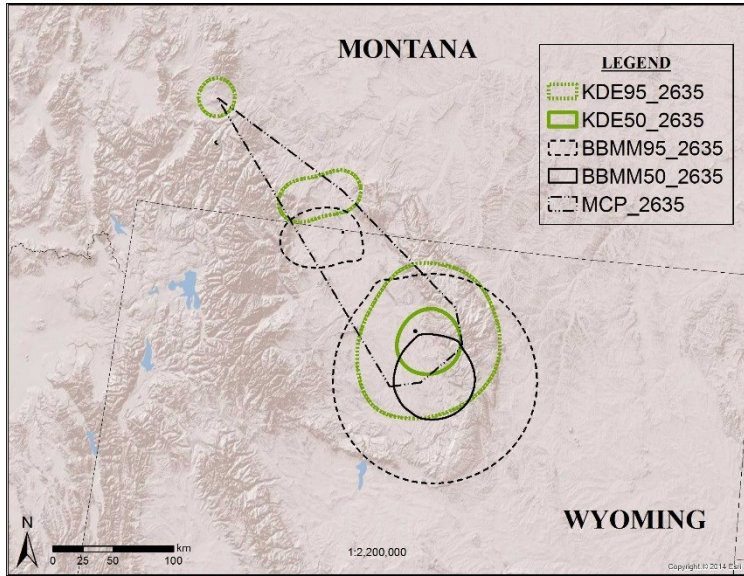 MONTANA
LEGEND
KDE95_2635
KDE50_2635
BBMM95_2635
BBMM50_2635
MCP_2635
WYOMING
N
km
0 25 50 100
1:2,200,000
Copyright © 2014 Esri